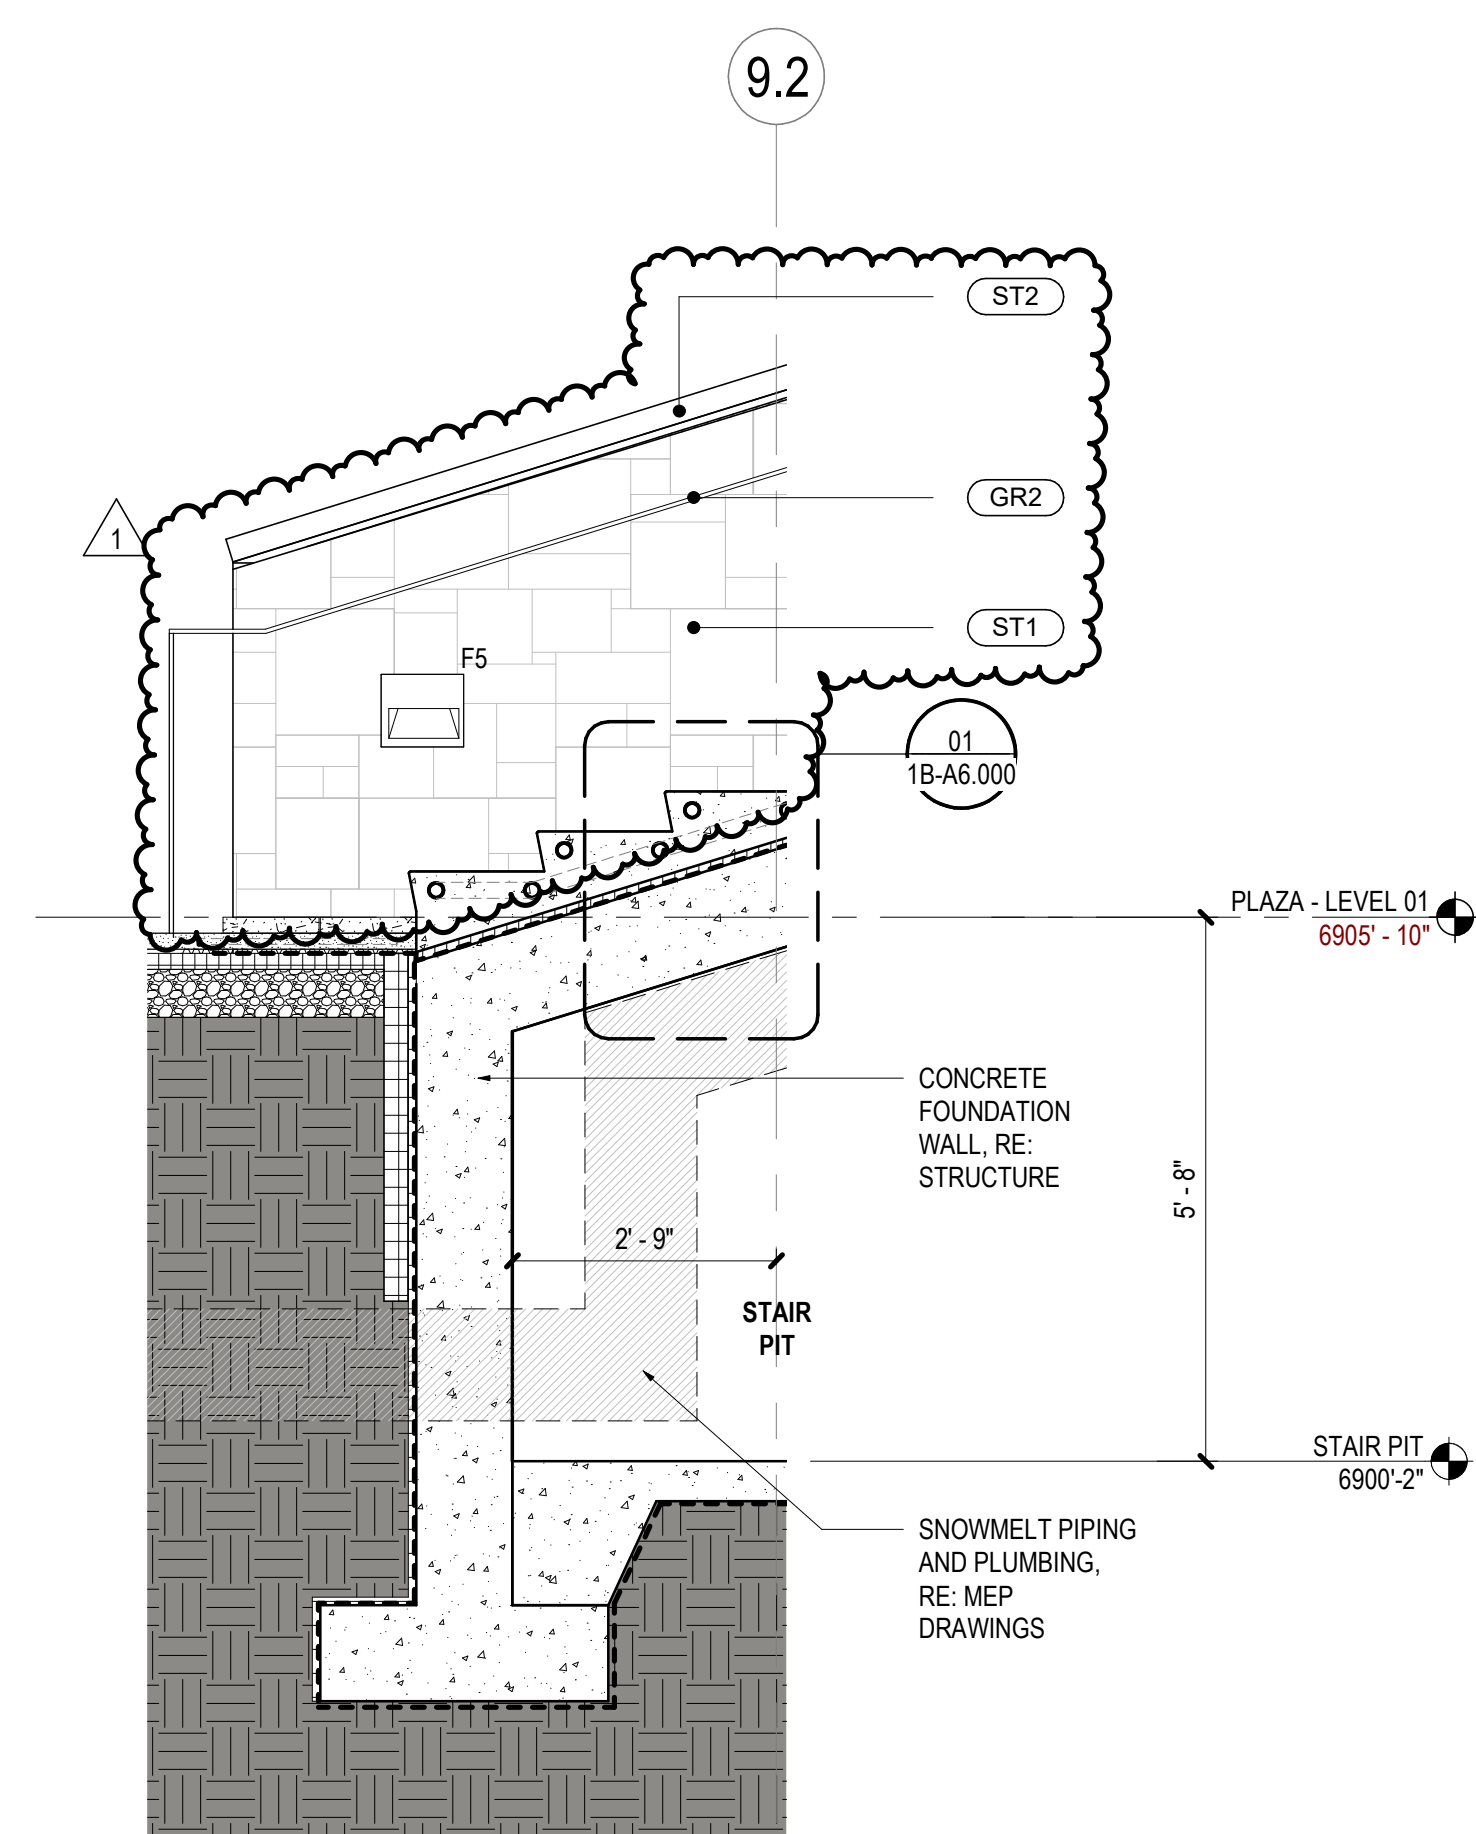 9.2
ST2
GR2
1
ST1
F5
01
1B-A6.000
PLAZA - LEVEL 01
6905' - 10"
CONCRETE
FOUNDATION
WALL, RE:
STRUCTURE
5' - 8"
2' - 9"
STAIR
PIT
STAIR PIT
6900'-2"
SNOWMELT PIPING
AND PLUMBING,
RE: MEP
DRAWINGS